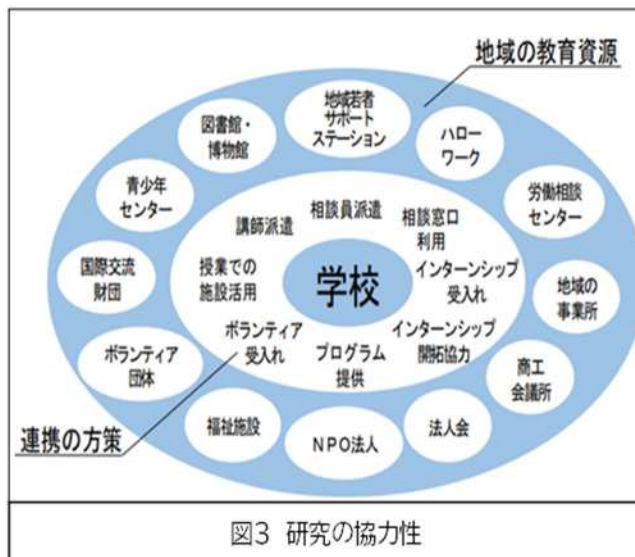 地域の教育資源
地域若者
サポート
ステーション
図書館・
博物館
ハロー
ワーク
青少年
センター
労働相談
センター
国際交流
財団
地域の
事業所
ボランティア
団体
商工
会議所
福祉施設
NPO法人
法人会
相談員派遣
講師派遣
相談窓口
利用
授業での
施設活用
学校
インターンシップ
受入れ
ボランティア
受入れ
プログラム
提供
インターンシップ
開拓協力
連携の方策
図3 研究の協力性